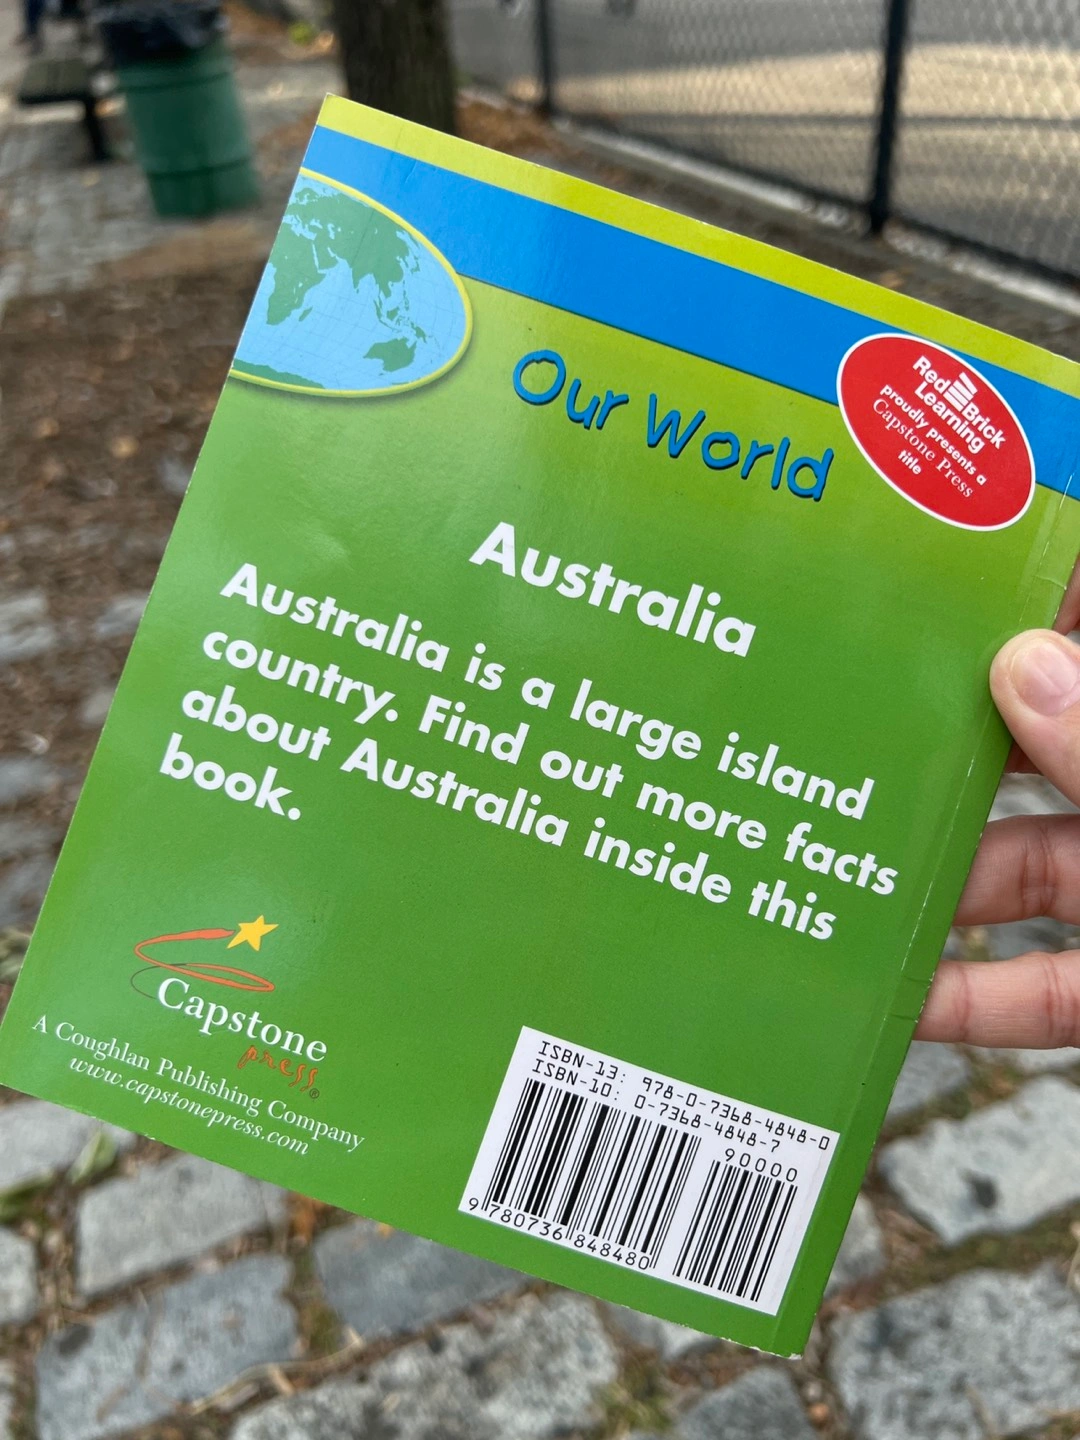 Our World
Red Brick
Learning
proudly presents a
Capstone Press
title
Australia
Australia is a large island
country. Find out more facts
about Australia inside this
book.
Capstone
press®
A Coughlan Publishing Company
www.capstonepress.com
ISBN-13: 978-0-7368-4848-0
ISBN-10: 0-7368-4848-7
90000
9 780736 848480